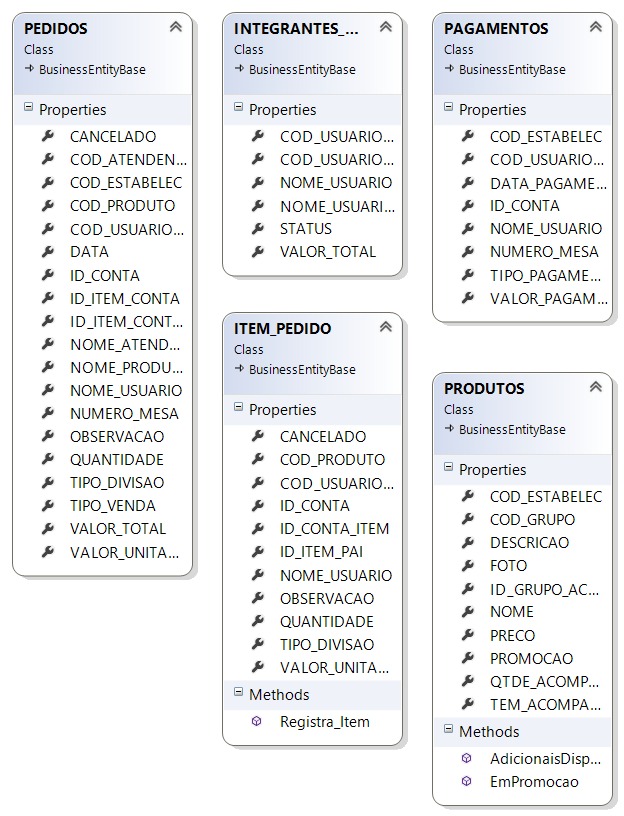 PEDIDOS
Class
BusinessEntityBase
Properties
CANCELADO
COD_ATENDEN...
COD_ESTABELEC
COD_PRODUTO
COD_USUARIO...
DATA
ID_CONTA
ID_ITEM_CONTA
ID_ITEM_CONT...
NOME_ATEND...
NOME_PRODU...
NOME_USUARIO
NUMERO_MESA
OBSERVACAO
QUANTIDADE
TIPO_DIVISAO
TIPO_VENDA
VALOR_TOTAL
VALOR_UNITA...
INTEGRANTES_...
Class
BusinessEntityBase
Properties
COD_USUARIO...
COD_USUARIO...
NOME_USUARIO
NOME_USUARI...
STATUS
VALOR_TOTAL
ITEM_PEDIDO
Class
BusinessEntityBase
Properties
CANCELADO
COD_PRODUTO
COD_USUARIO...
ID_CONTA
ID_CONTA_ITEM
ID_ITEM_PAI
NOME_USUARIO
OBSERVACAO
QUANTIDADE
TIPO_DIVISAO
VALOR_UNITA...
Methods
Registra_Item
PAGAMENTOS
Class
BusinessEntityBase
Properties
COD_ESTABELEC
COD_USUARIO...
DATA_PAGAME...
ID_CONTA
NOME_USUARIO
NUMERO_MESA
TIPO_PAGAME...
VALOR_PAGAM...
PRODUTOS
Class
BusinessEntityBase
Properties
COD_ESTABELEC
COD_GRUPO
DESCRICAO
FOTO
ID_GRUPO_AC...
NOME
PRECO
PROMOCAO
QTDE_ACOMP...
TEM_ACOMPA...
Methods
AdicionaisDisp...
EmPromocao